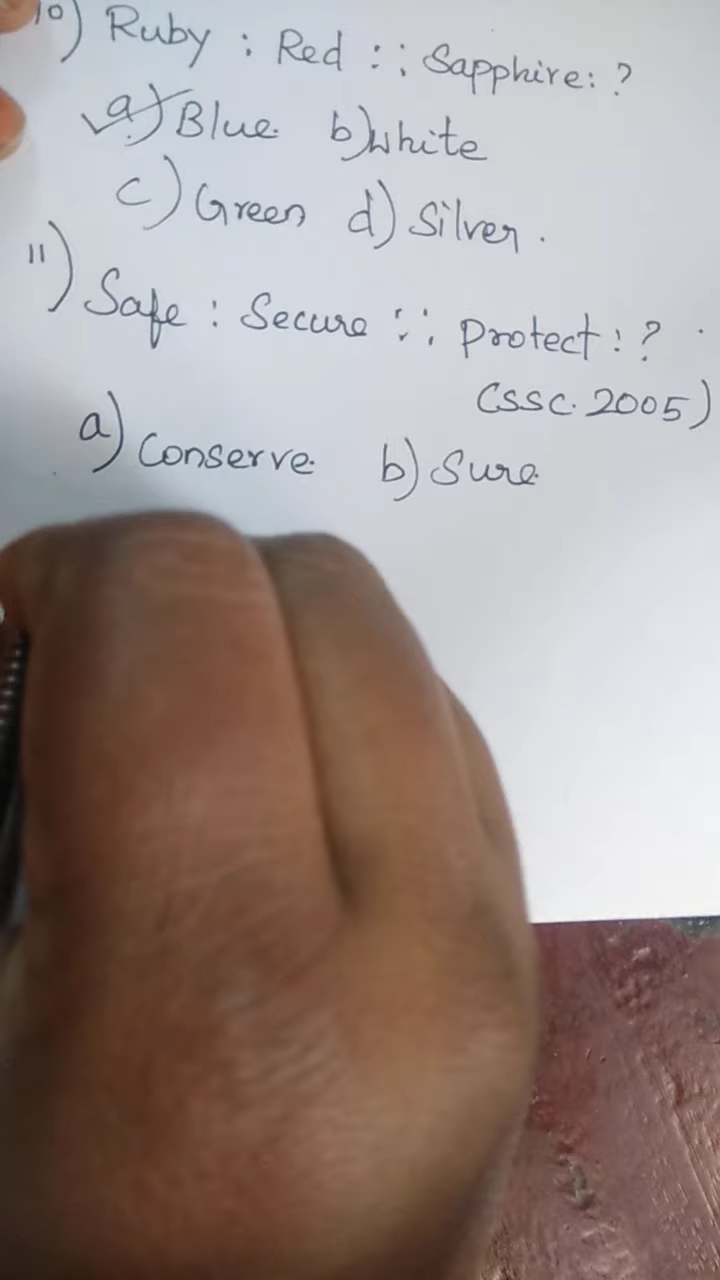 10) Ruby : Red :: Sapphire: ?
a) Blue b) White
c) Green d) Silver.
11) Safe : Secure :: Protect: ?
(SSC. 2005)
a) Conserve b) Sure